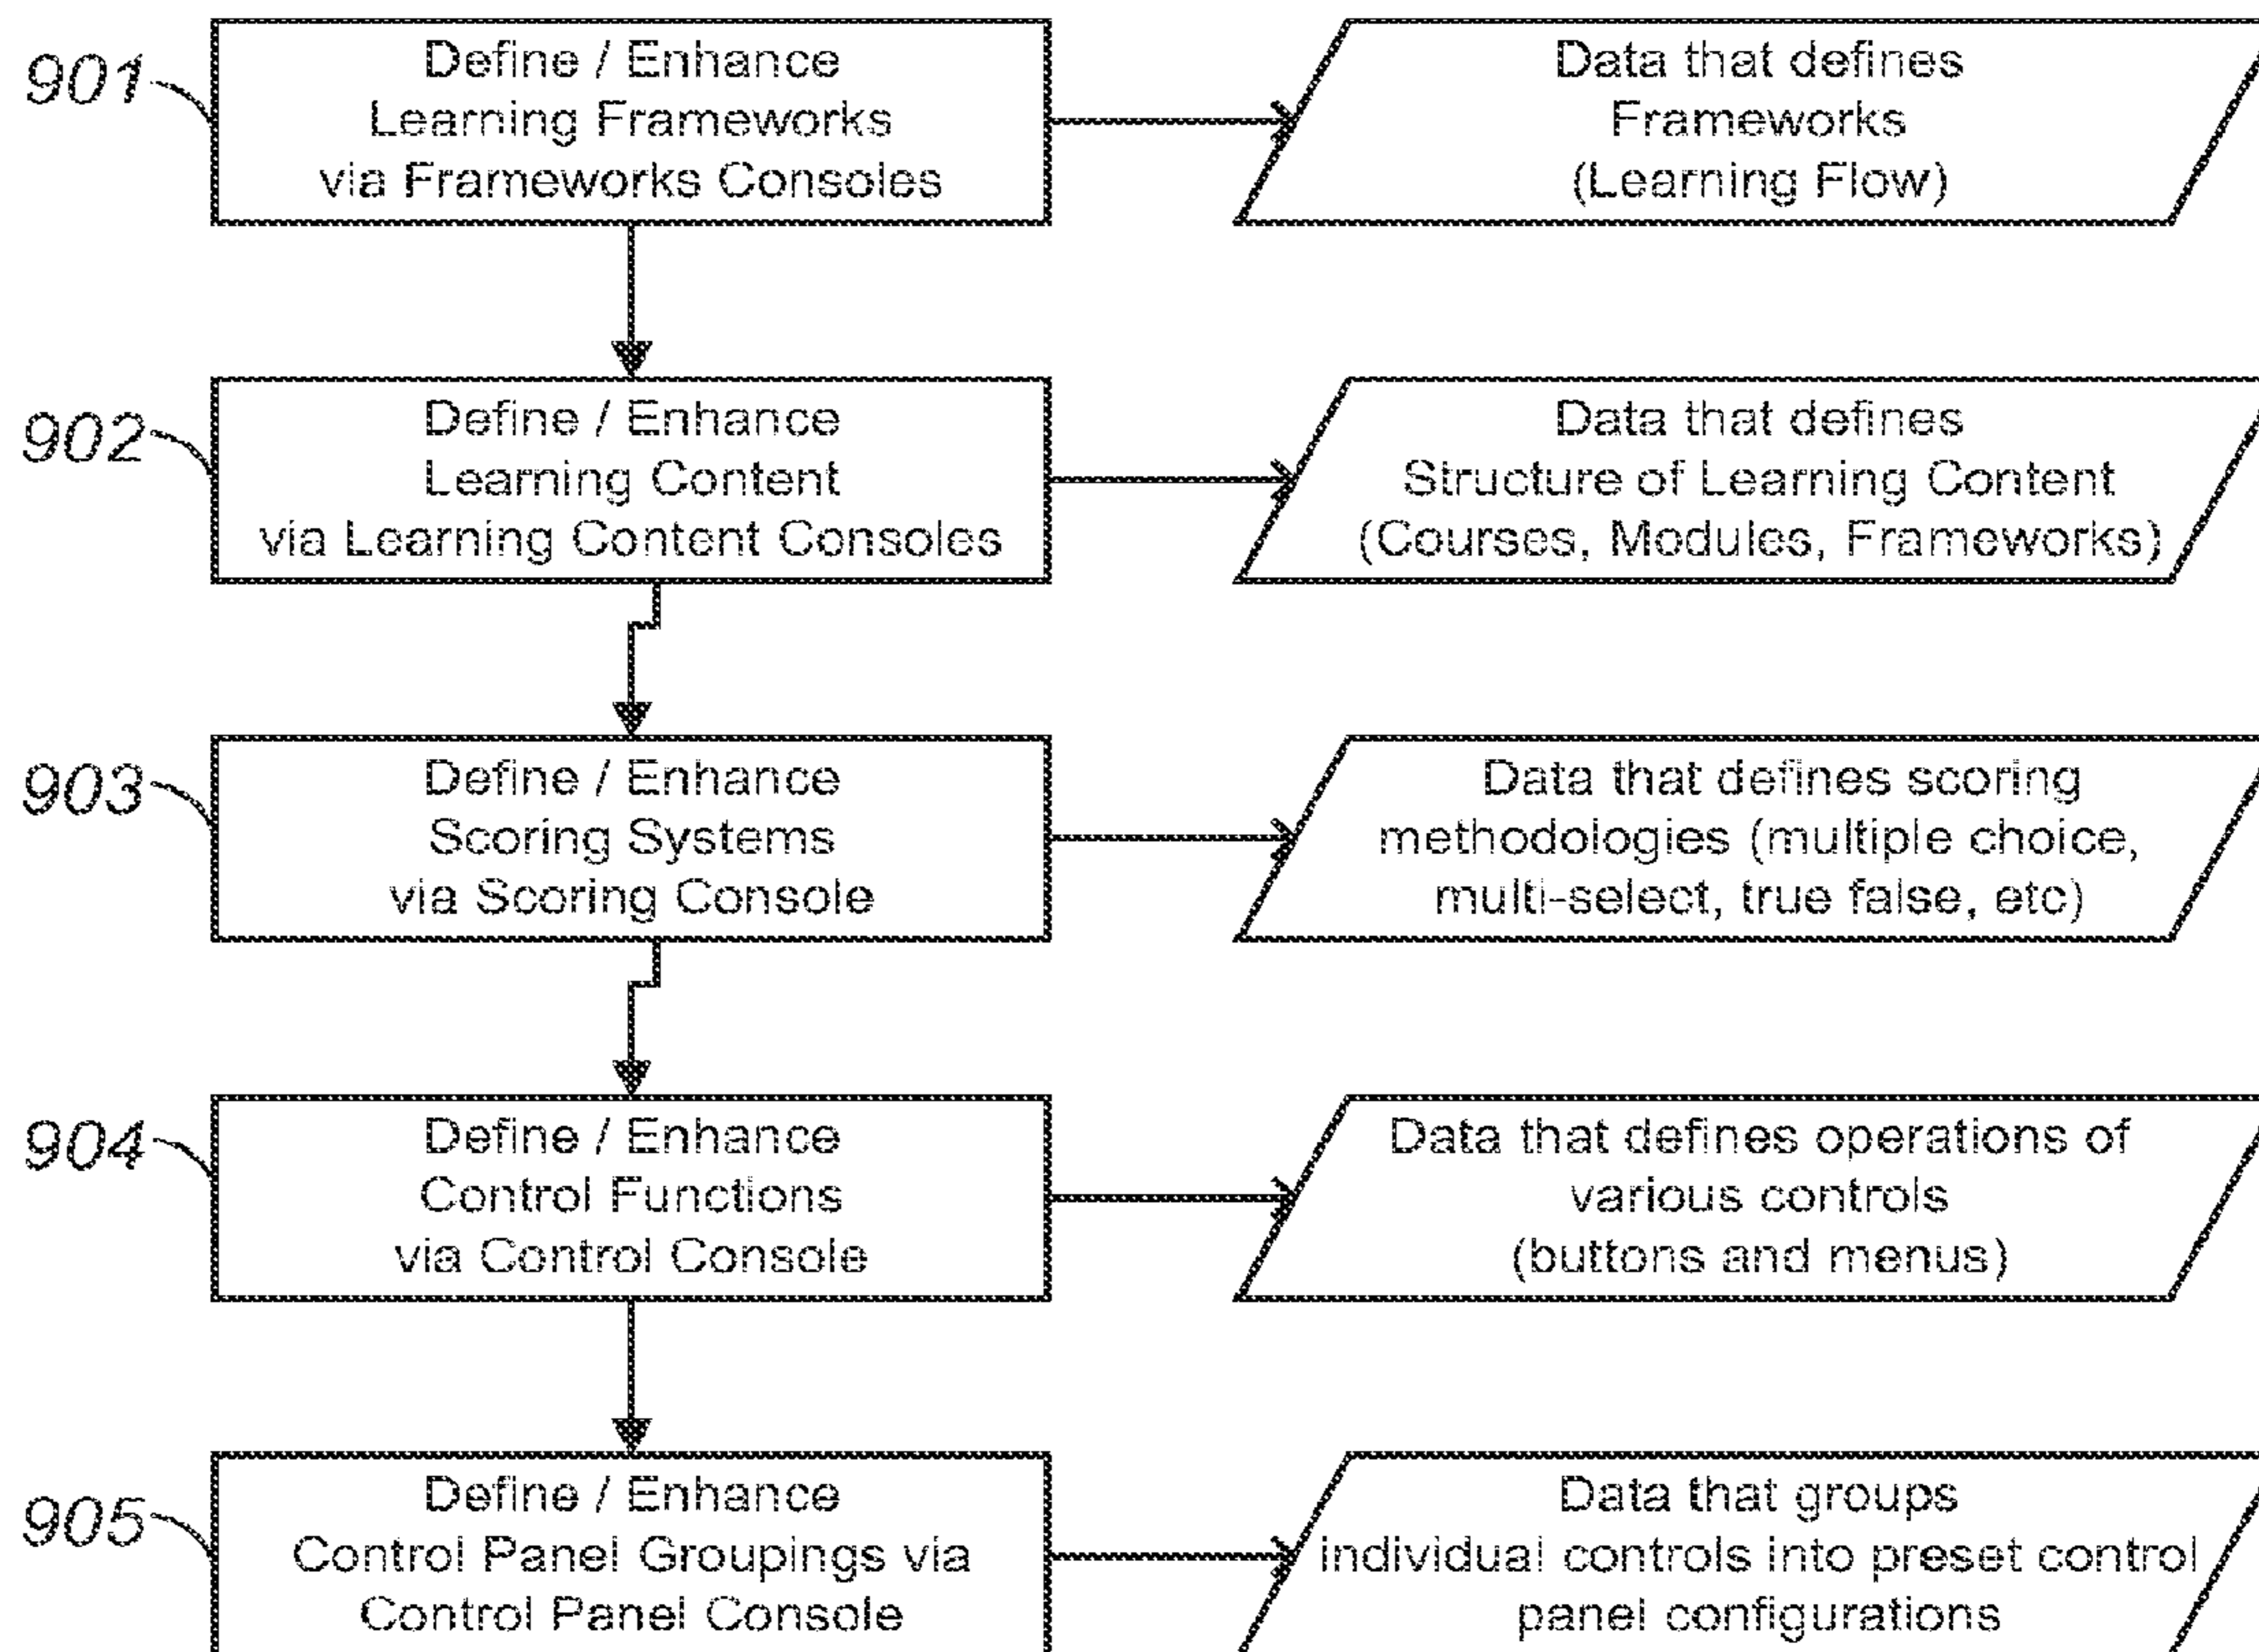 901
Define / Enhance
Learning Frameworks
via Frameworks Consoles
Data that defines
Frameworks
(Learning Flow)
902
Define / Enhance
Learning Content
via Learning Content Consoles
Data that defines
Structure of Learning Content
(Courses, Modules, Frameworks)
903
Define / Enhance
Scoring Systems
via Scoring Console
Data that defines scoring
methodologies (multiple choice,
multi-select, true false, etc)
904
Define / Enhance
Control Functions
via Control Console
Data that defines operations of
various controls
(buttons and menus)
905
Define / Enhance
Control Panel Groupings via
Control Panel Console
Data that groups
individual controls into preset control
panel configurations